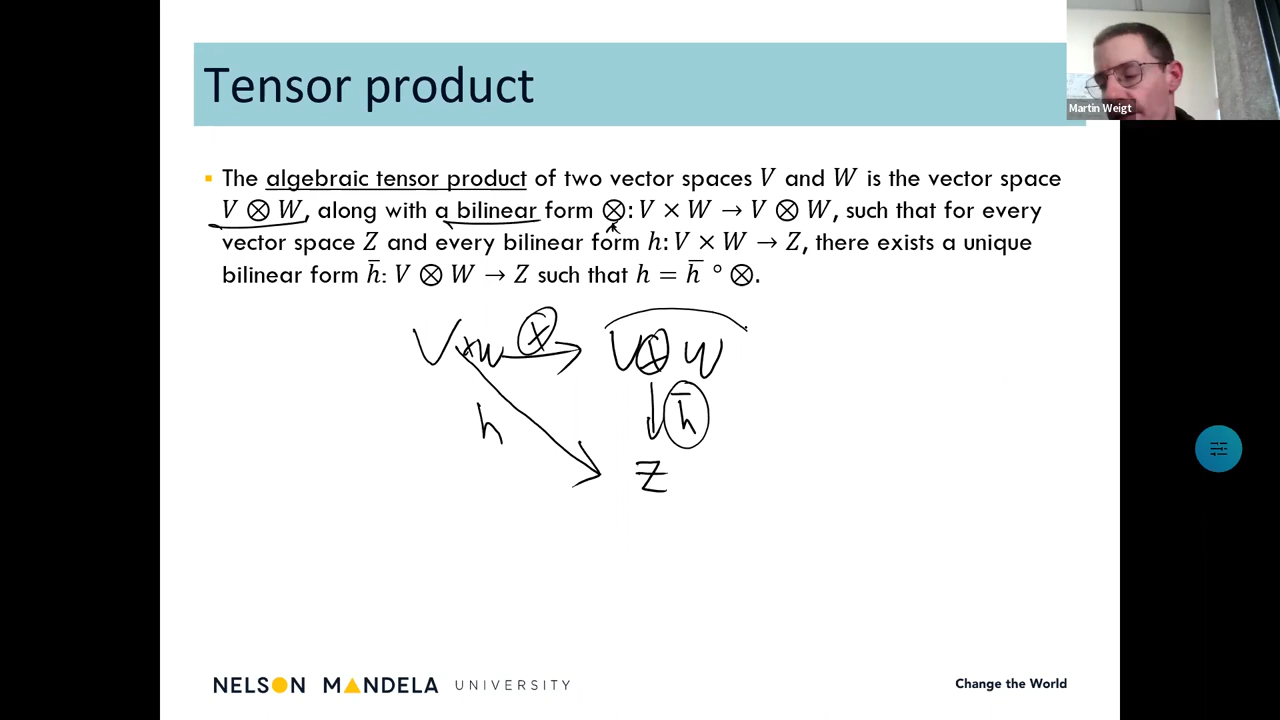 Tensor product
Martin Weigt
▪ The algebraic tensor product of two vector spaces 𝑉 and 𝑊 is the vector space
𝑉 ⊗ 𝑊, along with a bilinear form ⊗: 𝑉 × 𝑊 → 𝑉 ⊗ 𝑊, such that for every
vector space 𝑍 and every bilinear form ℎ: 𝑉 × 𝑊 → 𝑍, there exists a unique
bilinear form h̄: 𝑉 ⊗ 𝑊 → 𝑍 such that ℎ = h̄ ° ⊗.
V×W ⊗ → V⊗W
h ↓ h̄
Z
NELSON MANDELA UNIVERSITY
Change the World